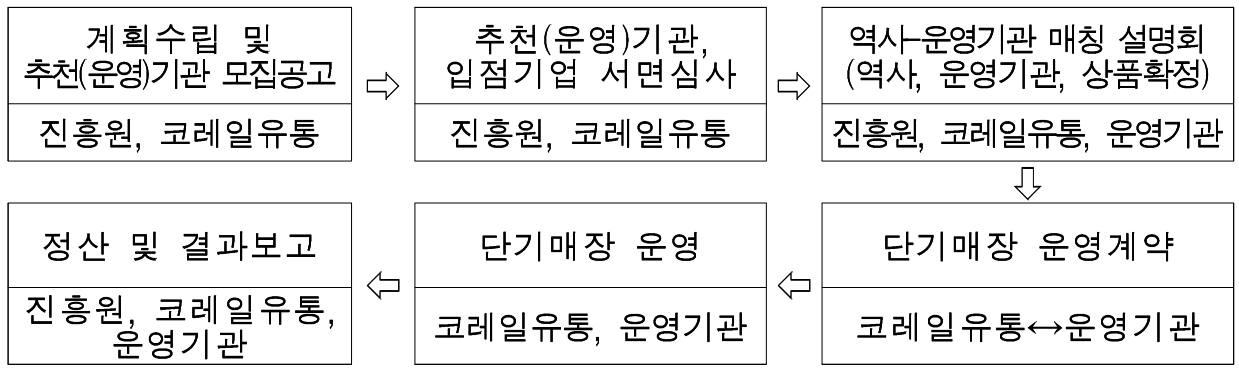 계획수립 및
추천(운영)기관 모집공고
진흥원, 코레일유통
추천(운영)기관,
입점기업 서면심사
진흥원, 코레일유통
역사-운영기관 매칭 설명회
(역사, 운영기관, 상품확정)
진흥원, 코레일유통, 운영기관
단기매장 운영계약
코레일유통↔운영기관
단기매장 운영
코레일유통, 운영기관
정산 및 결과보고
진흥원, 코레일유통,
운영기관